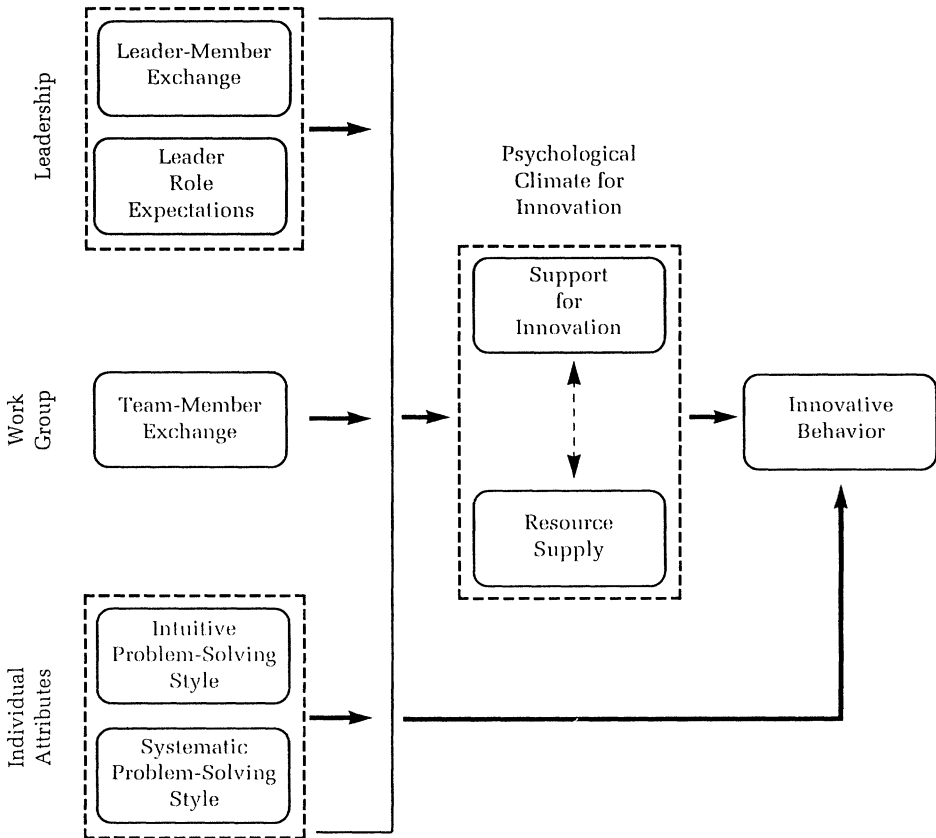 Leadership
Leader-Member
Exchange
Leader
Role
Expectations
Psychological
Climate for
Innovation
Support
for
Innovation
Work
Group
Team-Member
Exchange
Innovative
Behavior
Resource
Supply
Individual
Attributes
Intuitive
Problem-Solving
Style
Systematic
Problem-Solving
Style